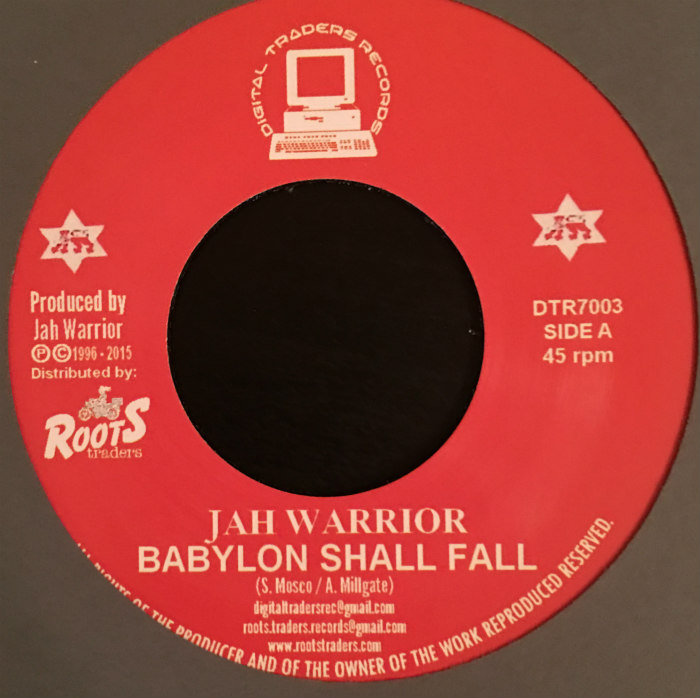 DIGITAL TRADERS RECORDS
Produced by
Jah Warrior
℗©1996 - 2015
Distributed by:
ROOTS
traders
DTR7003
SIDE A
45 rpm
JAH WARRIOR
BABYLON SHALL FALL
(S. Mosco / A. Millgate)
digitaltradersrec@gmail.com
roots.traders.records@gmail.com
www.rootstraders.com
RIGHTS OF THE PRODUCER AND OF THE OWNER OF THE WORK REPRODUCED RESERVED.